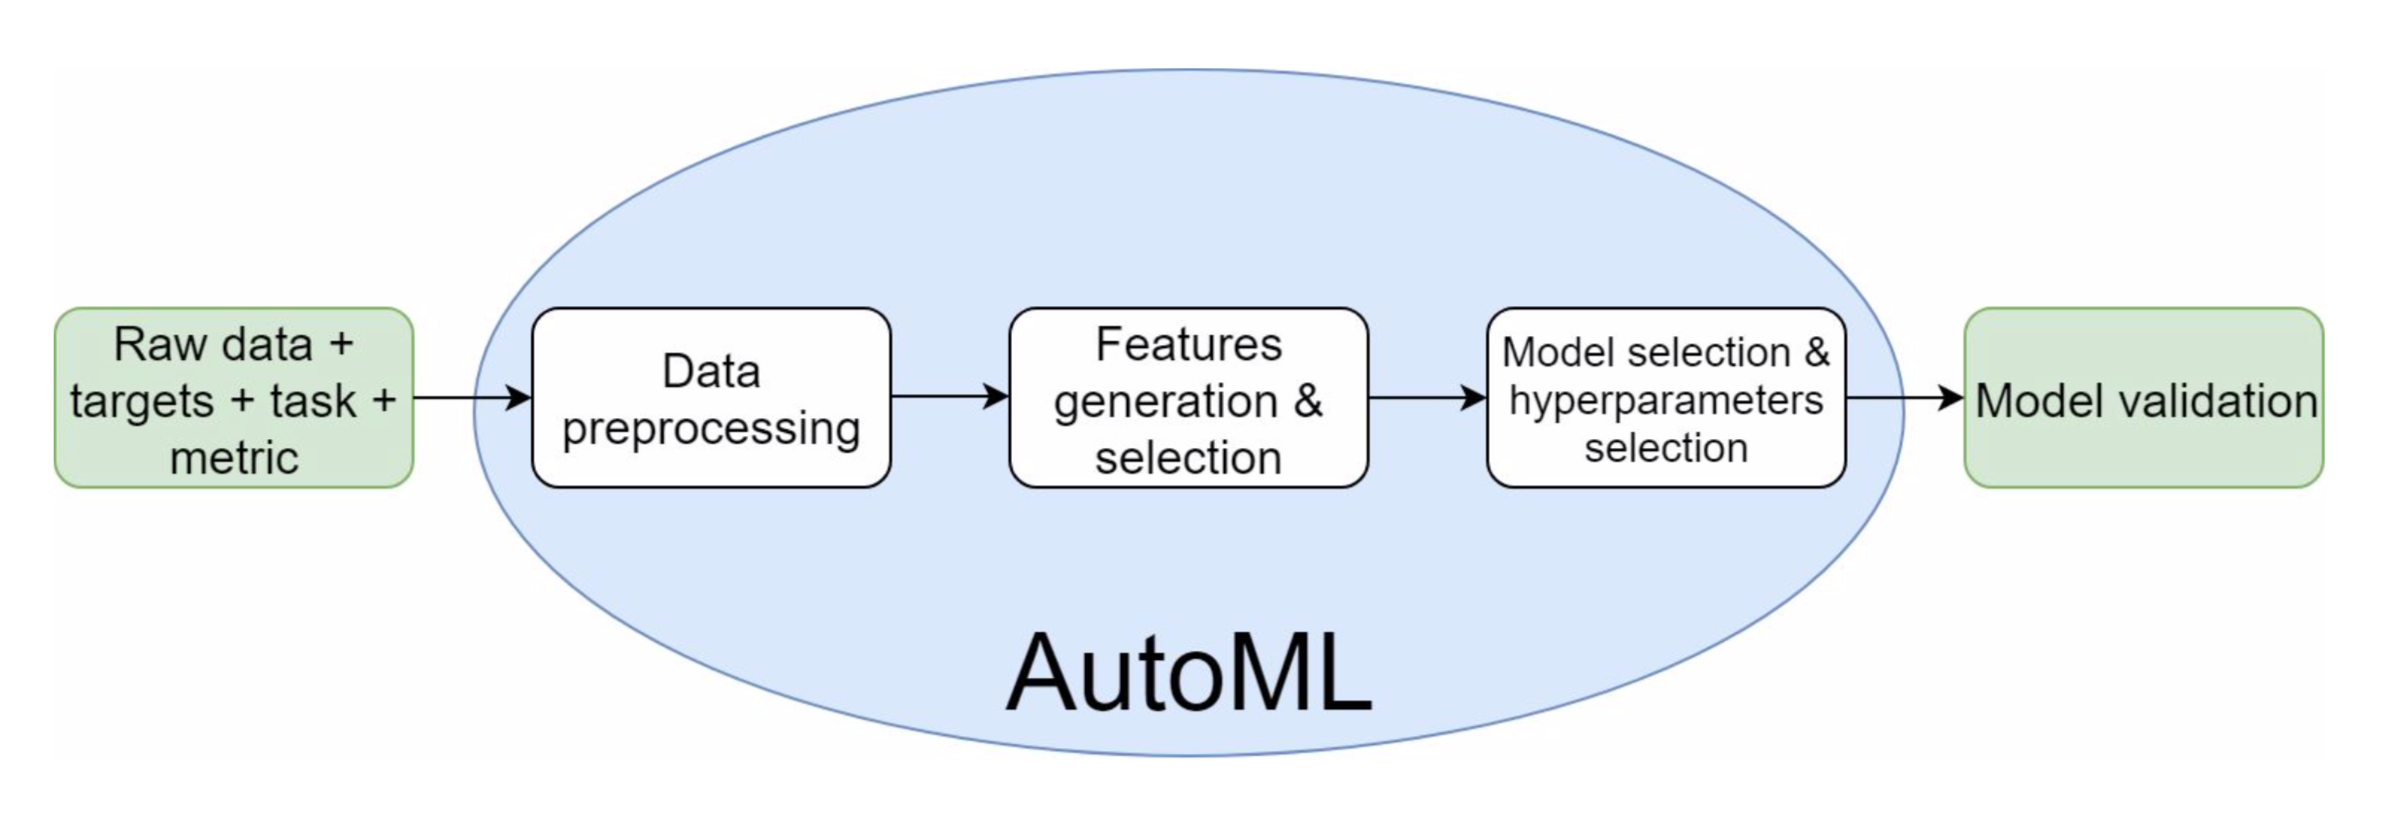 Raw data +
targets + task +
metric
Data
preprocessing
Features
generation &
selection
Model selection &
hyperparameters
selection
Model validation
AutoML